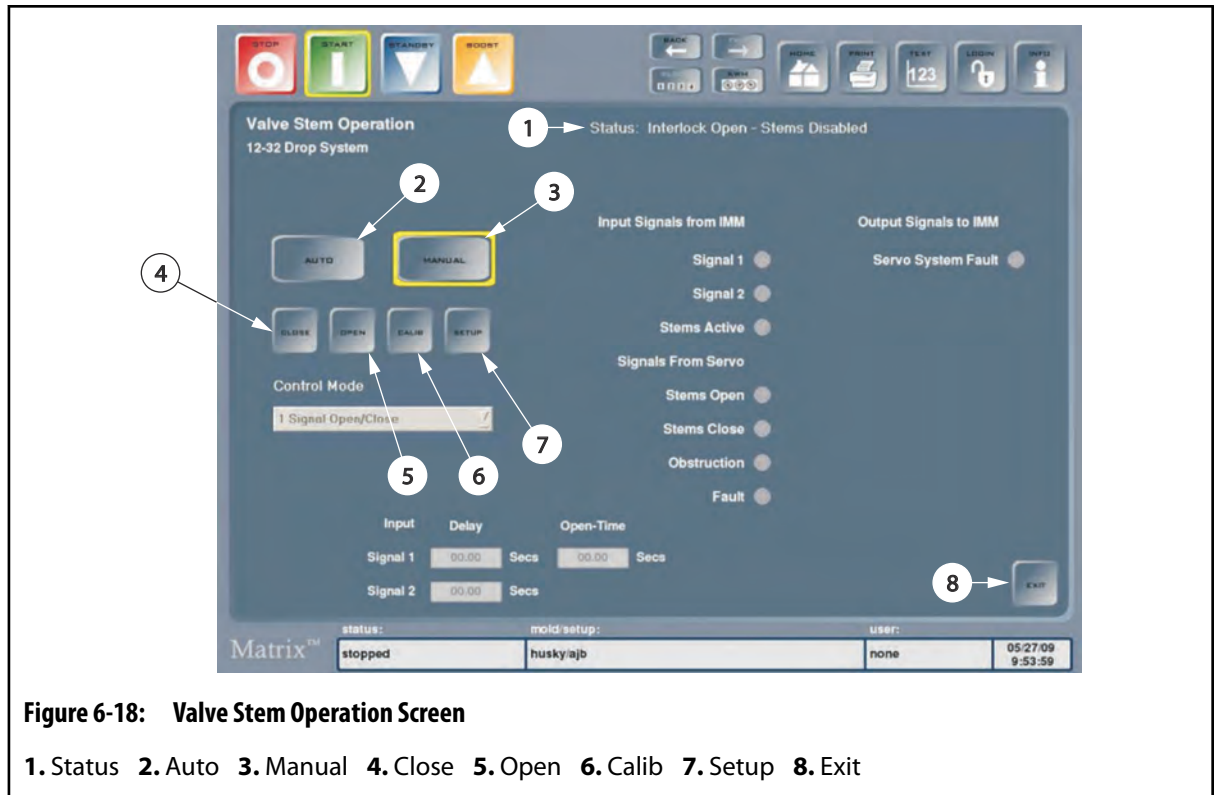 STOP START STANDBY BOOST BACK HOME PRINT TEXT LOGIN INFO
123
Valve Stem Operation
12-32 Drop System
1
Status: Interlock Open - Stems Disabled
2
3
Input Signals from IMM
Output Signals to IMM
AUTO
MANUAL
Signal 1
Servo System Fault
4
Signal 2
CLOSE
OPEN
CALIB
SETUP
Stems Active
Signals From Servo
Control Mode
Stems Open
1 Signal Open/Close
Stems Close
7
5
6
Obstruction
Fault
Input Delay Open-Time
Signal 1 00.00 Secs 00.00 Secs
Signal 2 00.00 Secs
8
EXIT
status: mold/setup: user:
Matrix™ stopped husky/ajb none 05/27/09
9:53:59
Figure 6-18: Valve Stem Operation Screen
1. Status 2. Auto 3. Manual 4. Close 5. Open 6. Calib 7. Setup 8. Exit